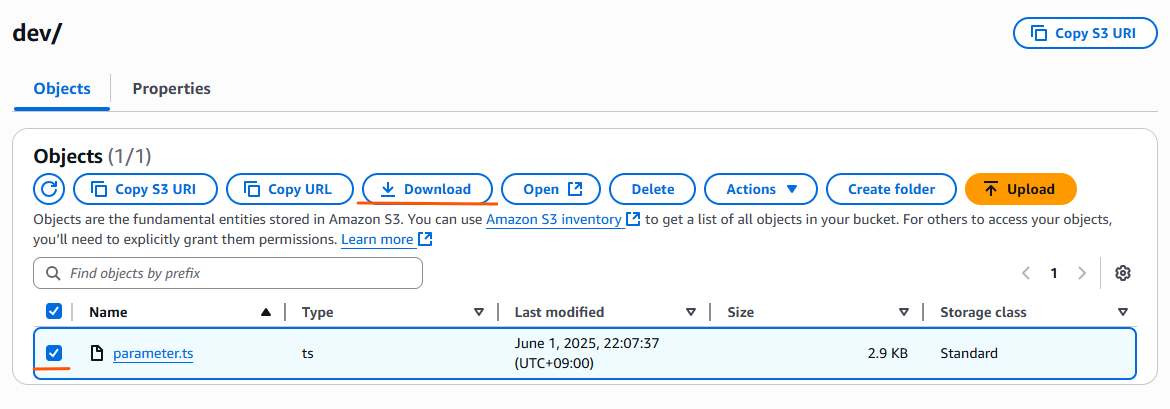 dev/
Copy S3 URI
Objects
Properties
Objects (1/1)
Copy S3 URI
Copy URL
Download
Open
Delete
Actions
Create folder
Upload
Objects are the fundamental entities stored in Amazon S3. You can use Amazon S3 inventory to get a list of all objects in your bucket. For others to access your objects,
you'll need to explicitly grant them permissions. Learn more
Find objects by prefix
1
Name
Type
Last modified
Size
Storage class
parameter.ts
ts
June 1, 2025, 22:07:37
(UTC+09:00)
2.9 KB
Standard